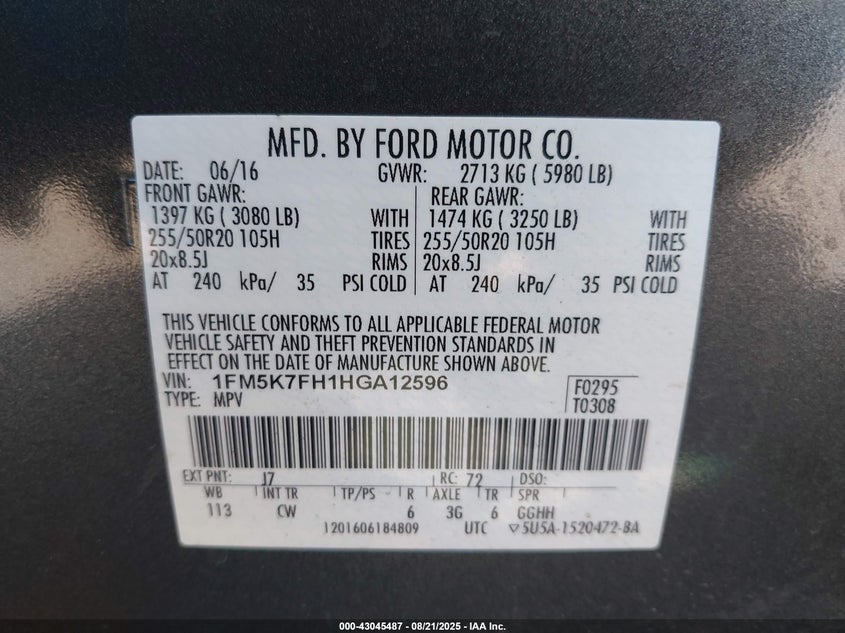 MFD. BY FORD MOTOR CO.
DATE: 06/16 GVWR: 2713 KG ( 5980 LB)
FRONT GAWR: REAR GAWR:
1397 KG ( 3080 LB) WITH 1474 KG ( 3250 LB) WITH
255/50R20 105H TIRES 255/50R20 105H TIRES
20x8.5J RIMS 20x8.5J RIMS
AT 240 kPa/ 35 PSI COLD AT 240 kPa/ 35 PSI COLD
THIS VEHICLE CONFORMS TO ALL APPLICABLE FEDERAL MOTOR
VEHICLE SAFETY AND THEFT PREVENTION STANDARDS IN
EFFECT ON THE DATE OF MANUFACTURE SHOWN ABOVE.
VIN: 1FM5K7FH1HGA12596 F0295
TYPE: MPV T0308
EXT PNT: J7 RC: 72 DSO:
WB INT TR TP/PS R AXLE TR SPR
113 CW 6 3G 6 GGHH
1201606184809 UTC ▽5U5A-1520472-BA
000-43045487 - 08/21/2025 - IAA Inc.